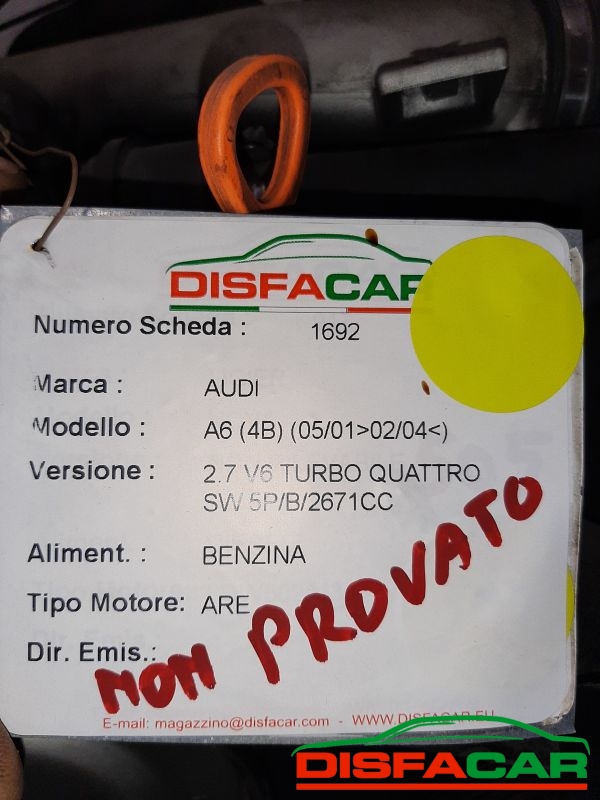 DISFACAR
Numero Scheda : 1692
Marca : AUDI
Modello : A6 (4B) (05/01>02/04<)
Versione : 2.7 V6 TURBO QUATTRO
SW 5P/B/2671CC
Aliment. : BENZINA
Tipo Motore: ARE
Dir. Emis.:
NON PROVATO
E-mail: magazzino@disfacar.com - WWW.DISFACAR.EU
DISFACAR